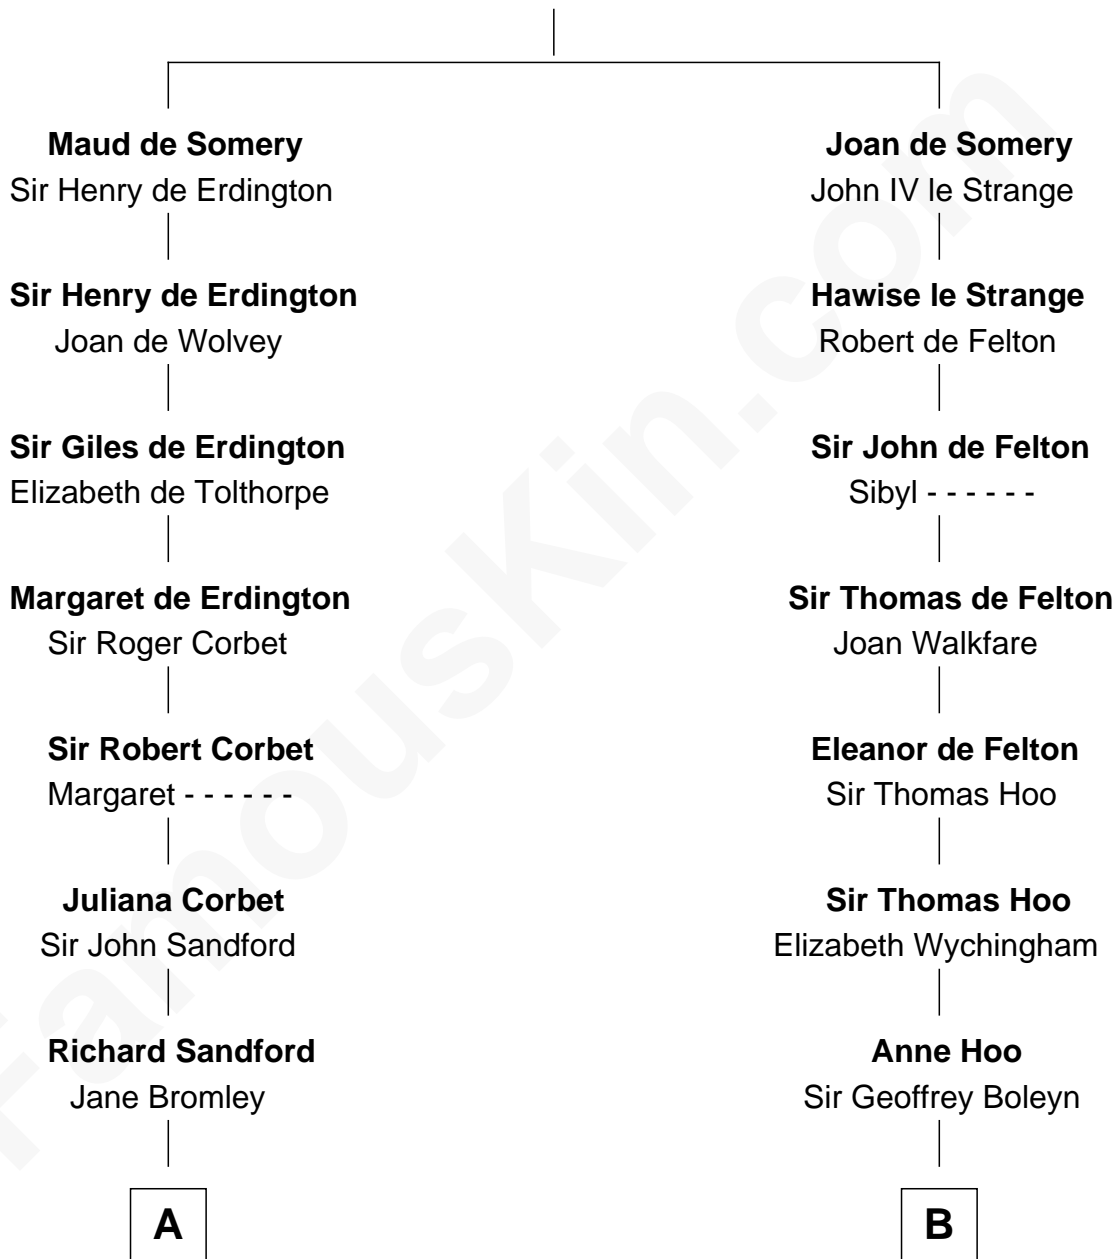 Maud de Somery
Sir Henry de Erdington
Sir Henry de Erdington
Joan de Wolvey
Sir Giles de Erdington
Elizabeth de Tolthorpe
Margaret de Erdington
Sir Roger Corbet
Sir Robert Corbet
Margaret - - - - - -
Juliana Corbet
Sir John Sandford
Richard Sandford
Jane Bromley
A
Joan de Somery
John IV le Strange
Hawise le Strange
Robert de Felton
Sir John de Felton
Sibyl - - - - - -
Sir Thomas de Felton
Joan Walkfare
Eleanor de Felton
Sir Thomas Hoo
Sir Thomas Hoo
Elizabeth Wychingham
Anne Hoo
Sir Geoffrey Boleyn
B
FamousKin.com